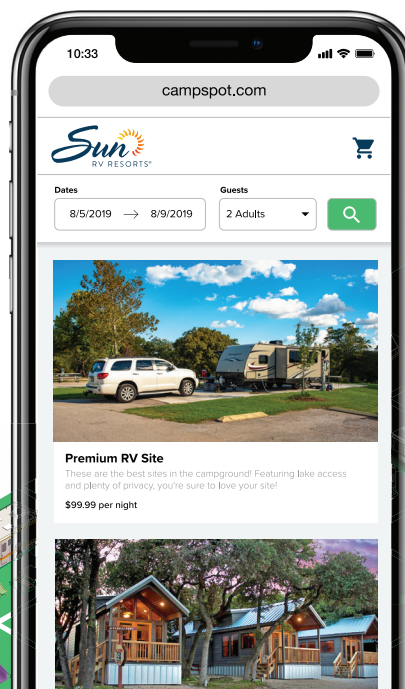 10:33
campspot.com
Sun
RV RESORTS®
Dates
Guests
8/5/2019 → 8/9/2019
2 Adults
Premium RV Site
These are the best sites in the campground! Featuring lake access
and plenty of privacy, you're sure to love your site!
$99.99 per night